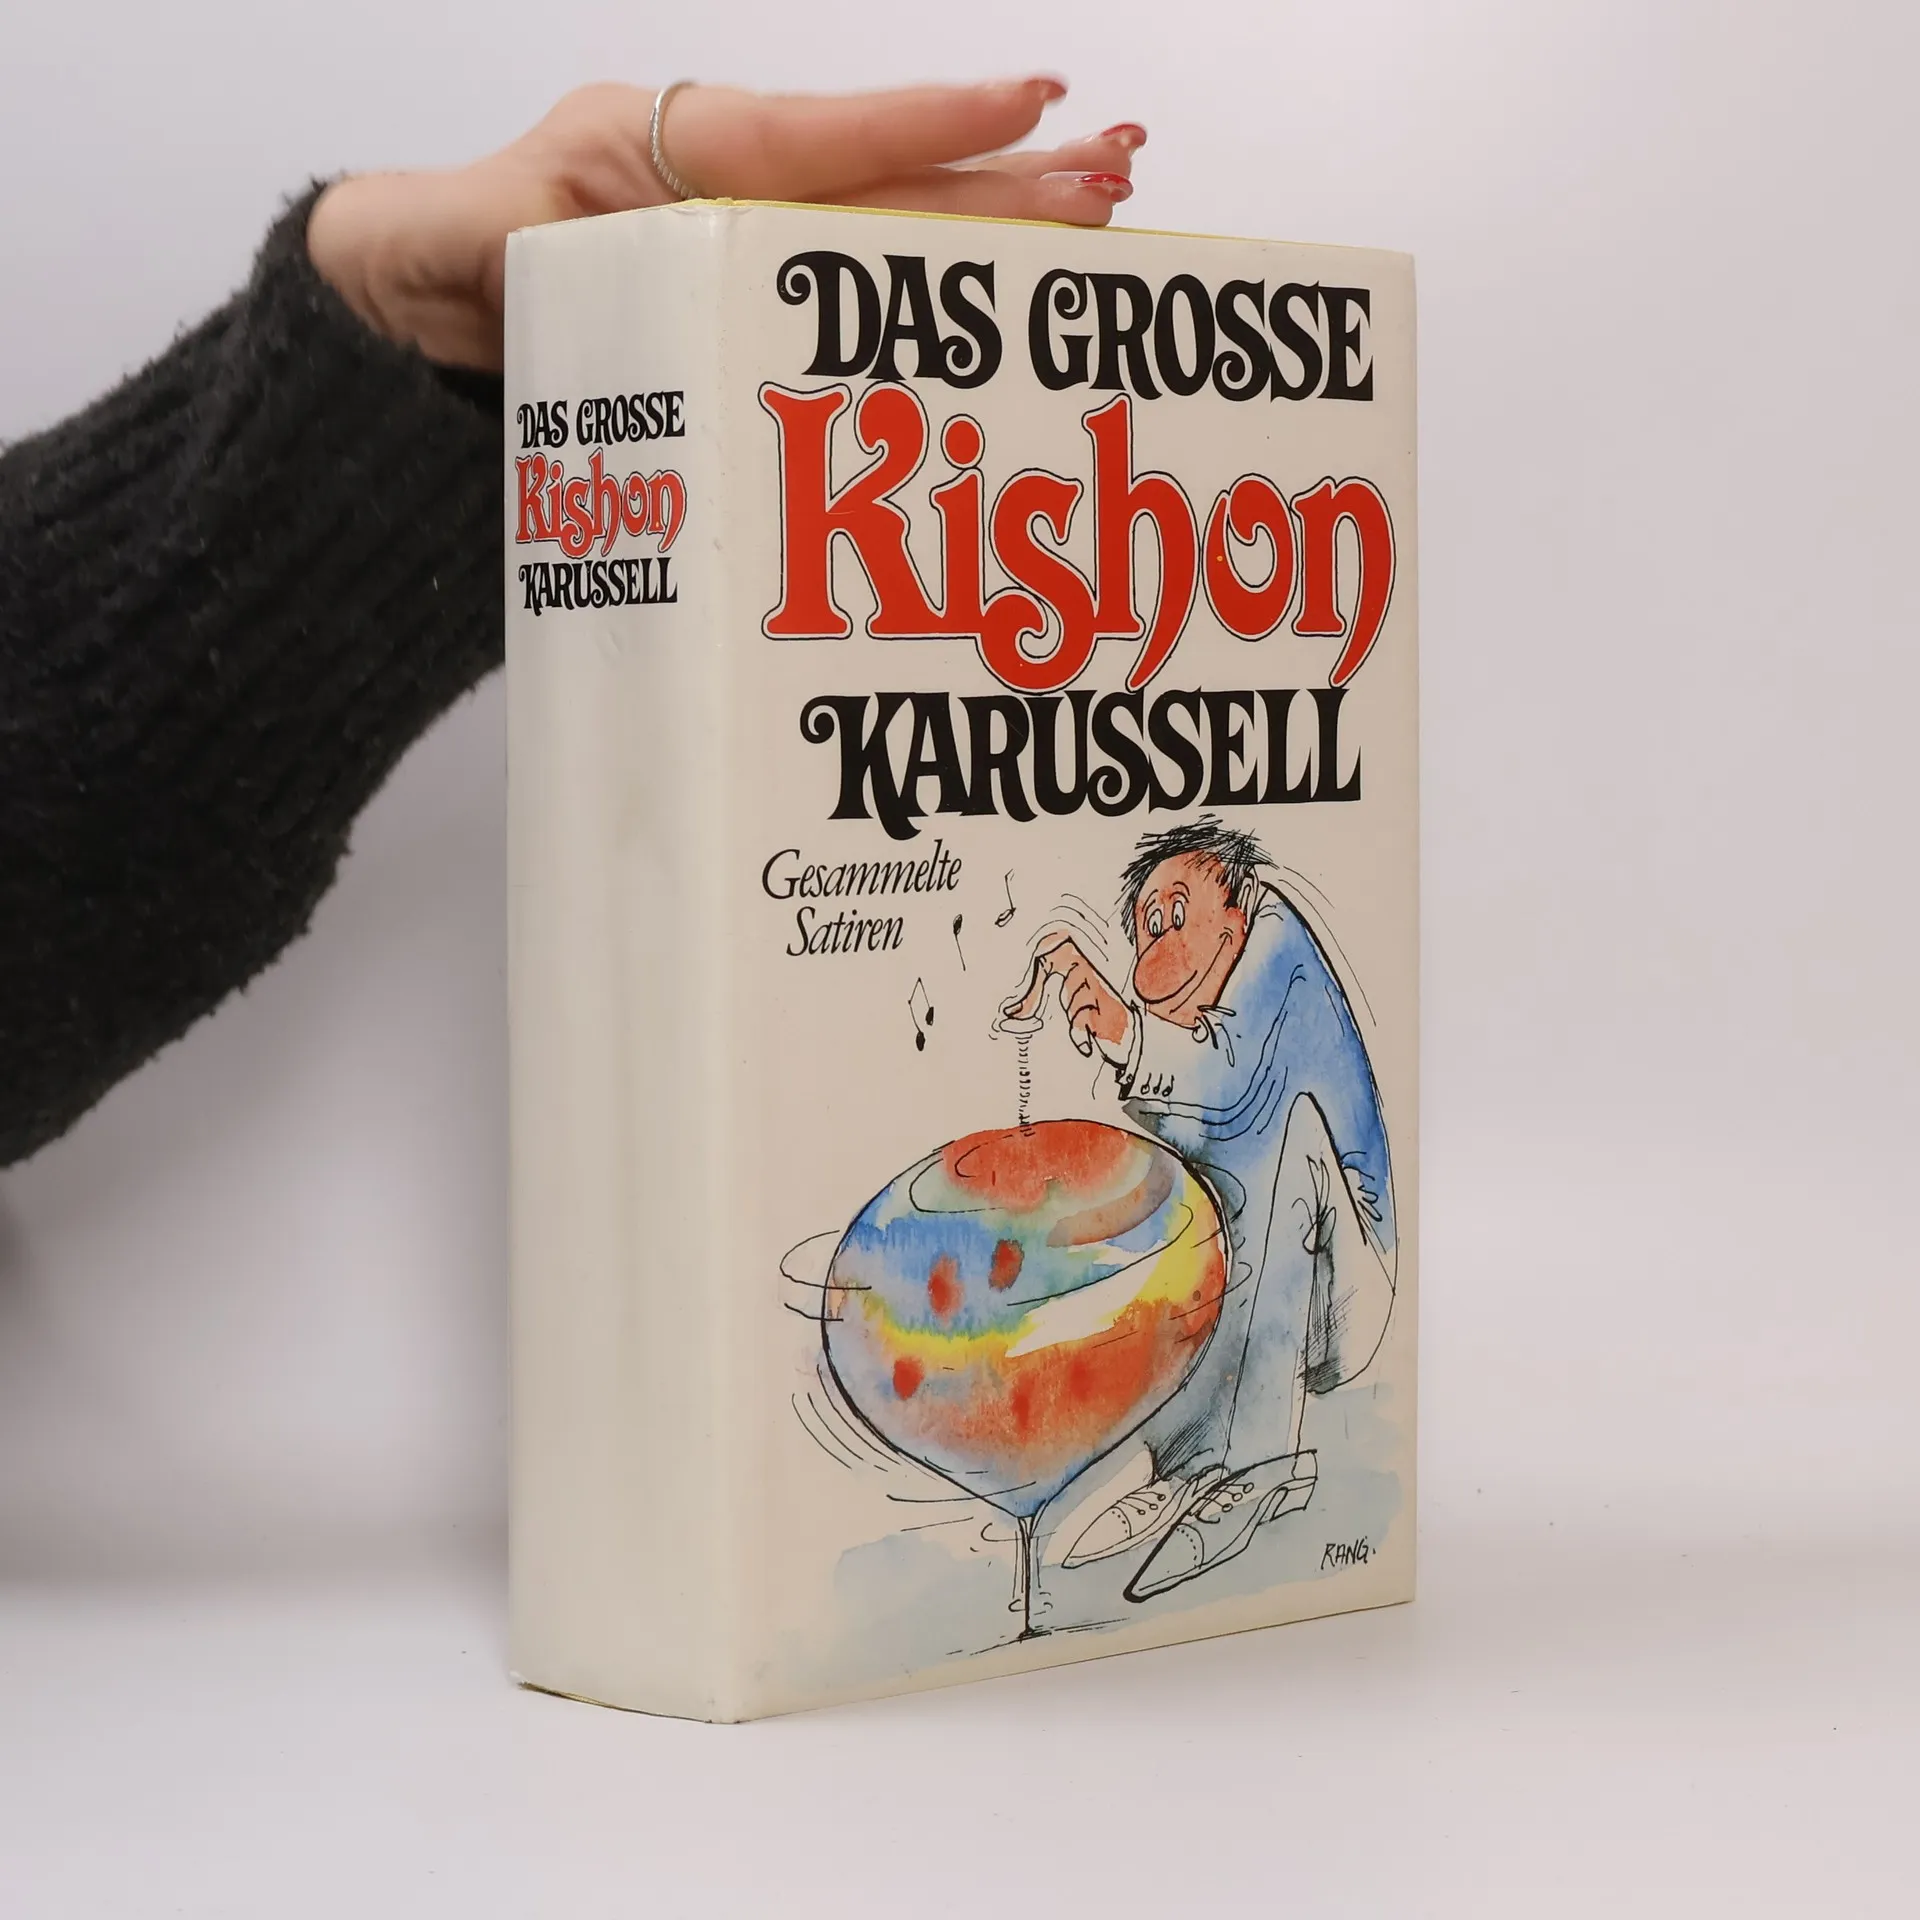 DAS GROSSE
Kishon
KARUSSELL
DAS GROSSE
Kishon
KARUSSELL
Gesammelte
Satiren
RANG.